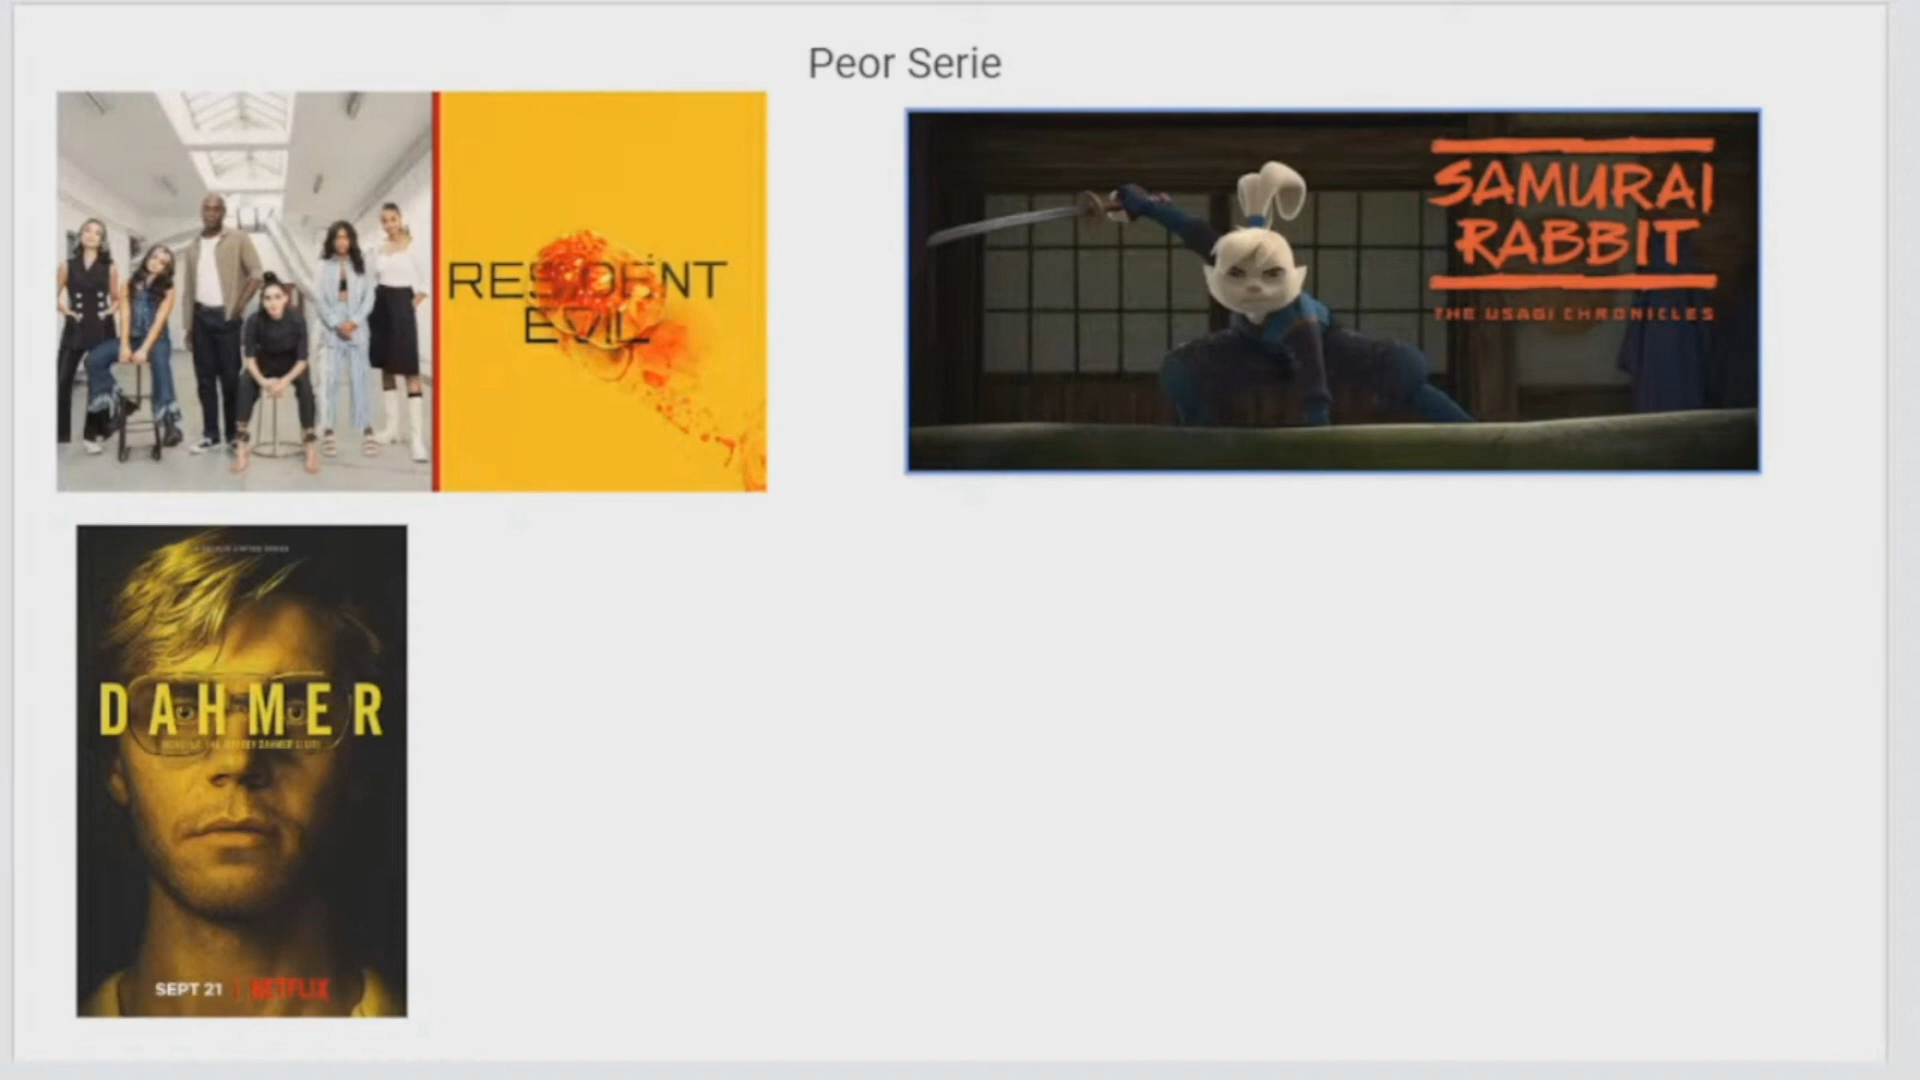 Peor Serie
RESIDENT
EVIL
SAMURAI
RABBIT
THE USAGI CHRONICLES
DAHMER
SEPT 21 | NETFLIX